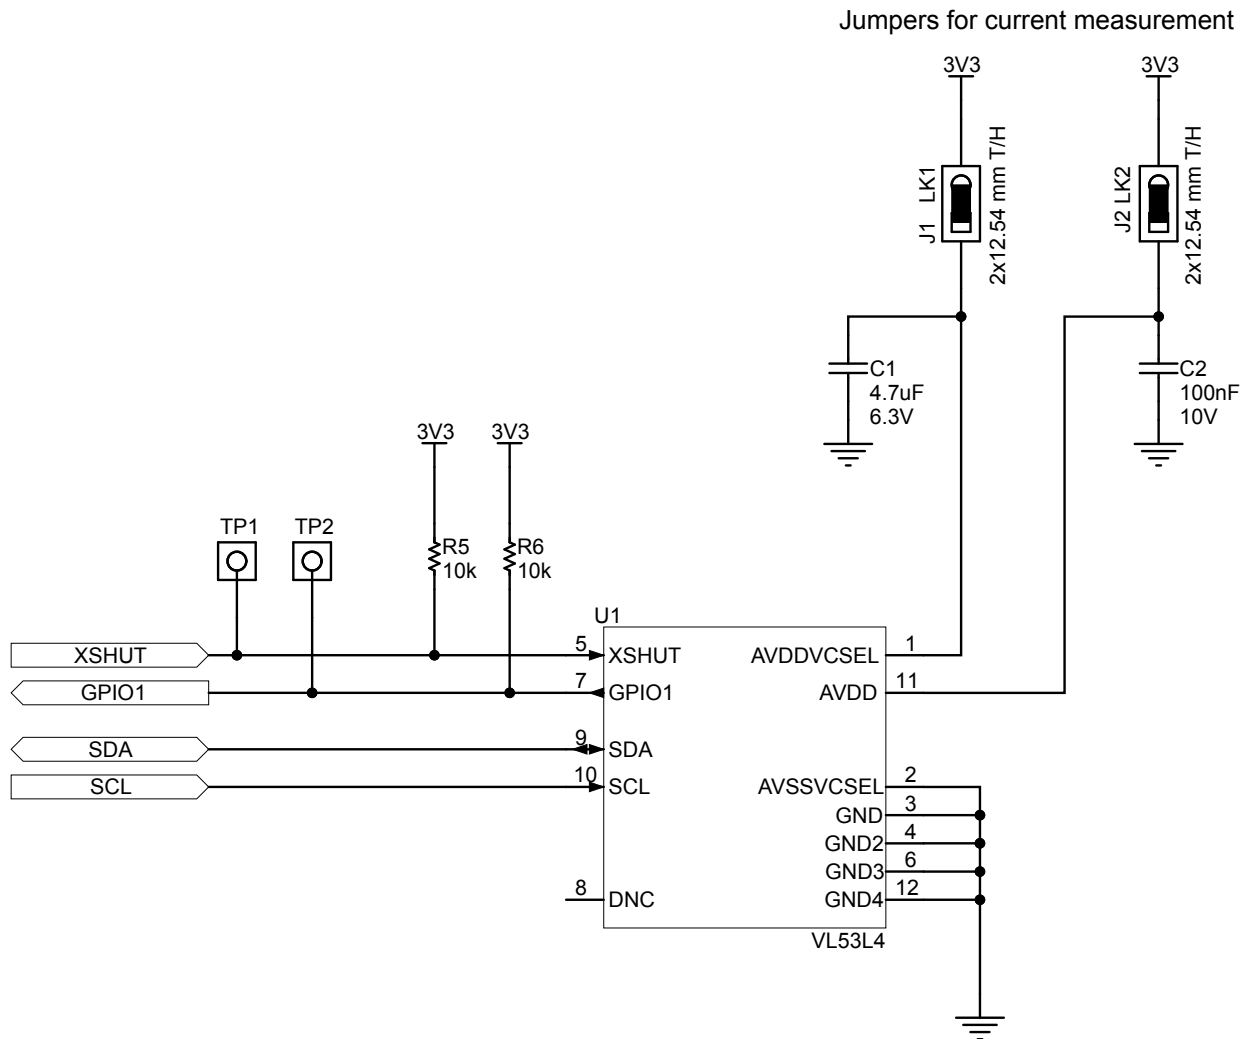 Jumpers for current measurement
3V3
3V3
J1 LK1
2x12.54 mm T/H
J2 LK2
2x12.54 mm T/H
C1
4.7uF
6.3V
C2
100nF
10V
3V3
3V3
TP1
TP2
R5
10k
R6
10k
U1
XSHUT
5
XSHUT
AVDDVCSEL
1
GPIO1
7
GPIO1
AVDD
11
SDA
9
SDA
SCL
10
SCL
AVSSVCSEL
2
GND
3
GND2
4
GND3
6
8
DNC
GND4
12
VL53L4